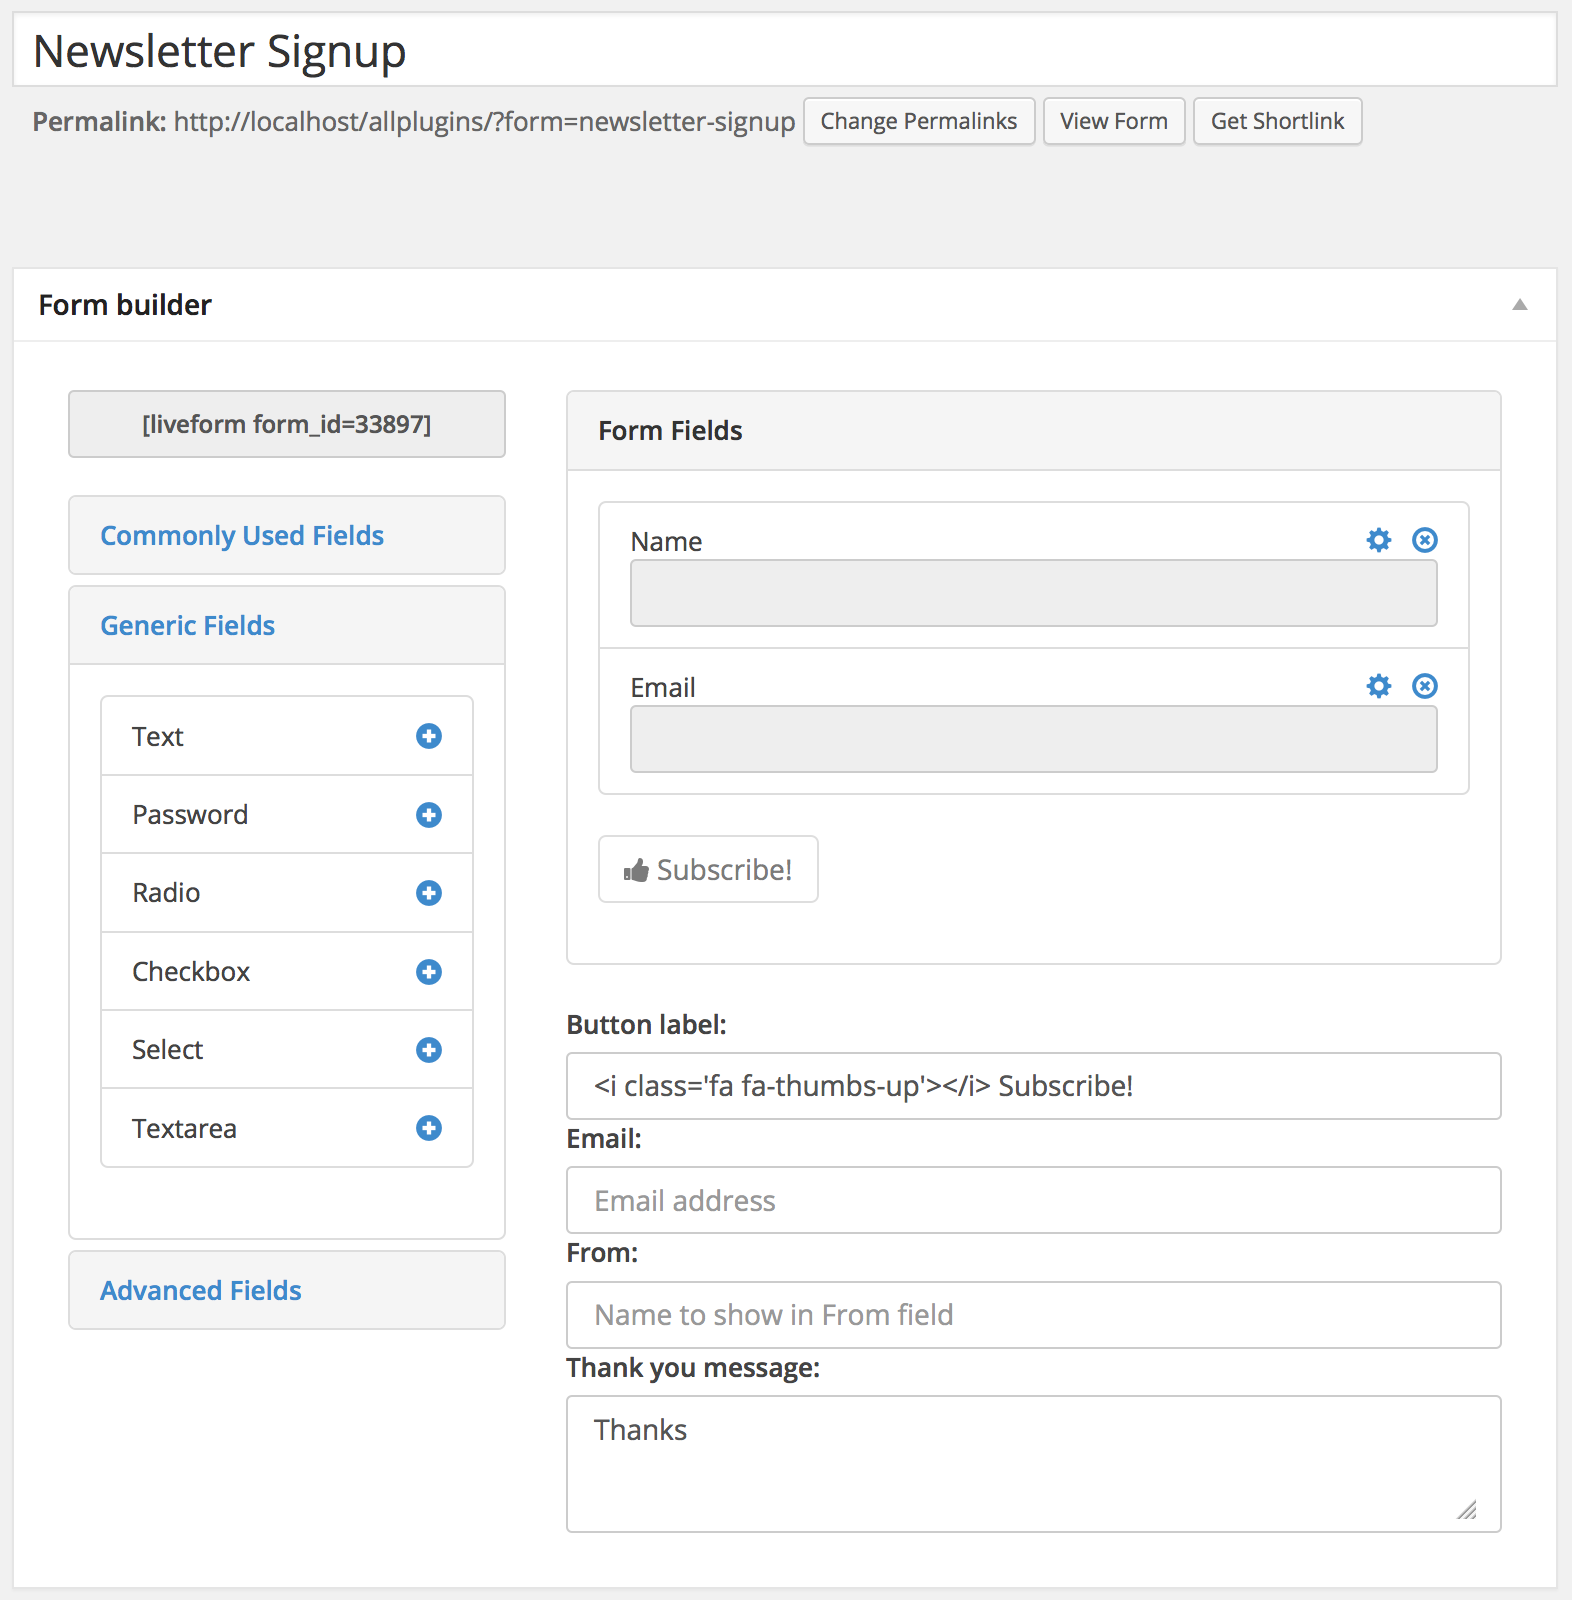 Newsletter Signup
Permalink: http://localhost/allplugins/?form=newsletter-signup Change Permalinks View Form Get Shortlink
Form builder
[liveform form_id=33897]
Commonly Used Fields
Generic Fields
Text
Password
Radio
Checkbox
Select
Textarea
Advanced Fields
Form Fields
Name
Email
Subscribe!
Button label:
<i class='fa fa-thumbs-up'></i> Subscribe!
Email:
Email address
From:
Name to show in From field
Thank you message:
Thanks